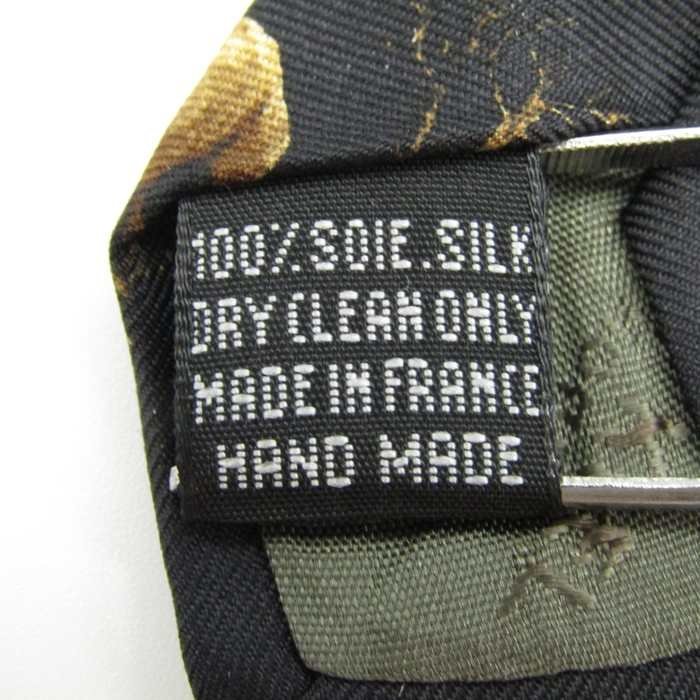 100% SOIE.SILK
DRY CLEAN ONLY
MADE IN FRANCE
HAND MADE